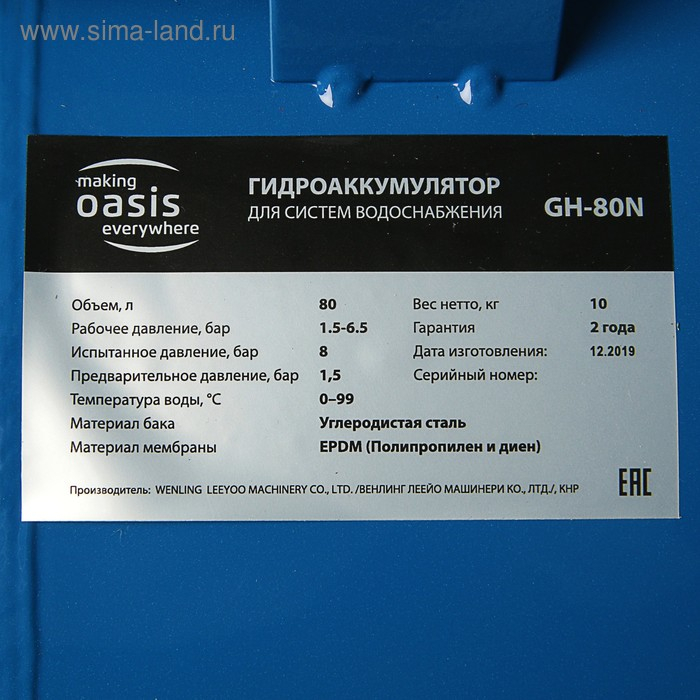 www.sima-land.ru
making
oasis
everywhere
ГИДРОАККУМУЛЯТОР
ДЛЯ СИСТЕМ ВОДОСНАБЖЕНИЯ
GH-80N
Объем, л 80
Рабочее давление, бар 1.5-6.5
Испытанное давление, бар 8
Предварительное давление, бар 1,5
Температура воды, °C 0–99
Материал бака Углеродистая сталь
Материал мембраны EPDM (Полипропилен и диен)
Вес нетто, кг 10
Гарантия 2 года
Дата изготовления: 12.2019
Серийный номер:
Производитель: WENLING LEEYOO MACHINERY CO., LTD. /ВЕНЛИНГ ЛЕЕЙО МАШИНЕРИ КО., ЛТД./, КНР
EAC